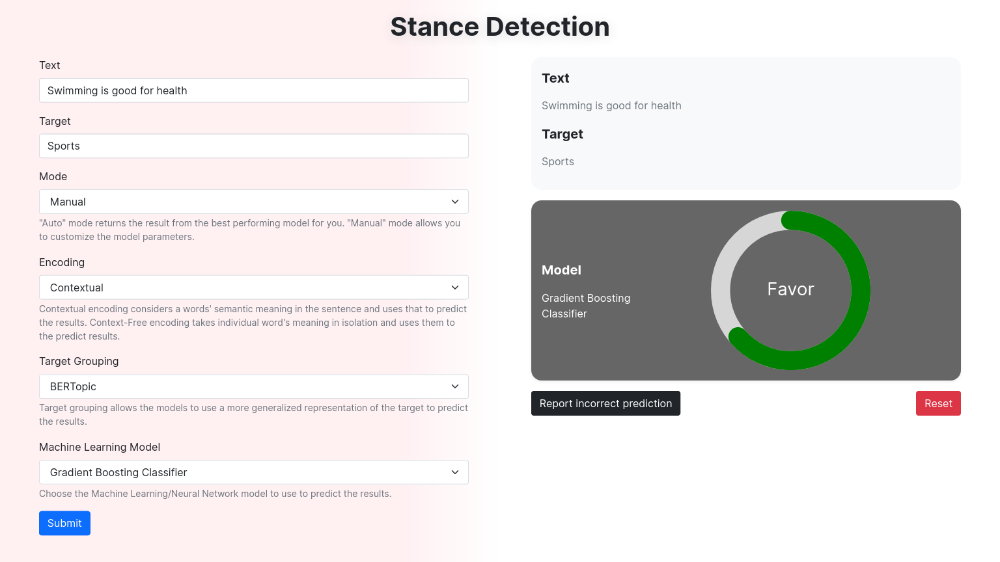 Stance Detection
Text
Swimming is good for health
Target
Sports
Mode
Manual
"Auto" mode returns the result from the best performing model for you. "Manual" mode allows you
to customize the model parameters.
Encoding
Contextual
Contextual encoding considers a words' semantic meaning in the sentence and uses that to predict
the results. Context-Free encoding takes individual word's meaning in isolation and uses them to
the predict results.
Target Grouping
BERTopic
Target grouping allows the models to use a more generalized representation of the target to predict
the results.
Machine Learning Model
Gradient Boosting Classifier
Choose the Machine Learning/Neural Network model to use to predict the results.
Submit
Text
Swimming is good for health
Target
Sports
Model
Gradient Boosting
Classifier
Favor
Report incorrect prediction
Reset